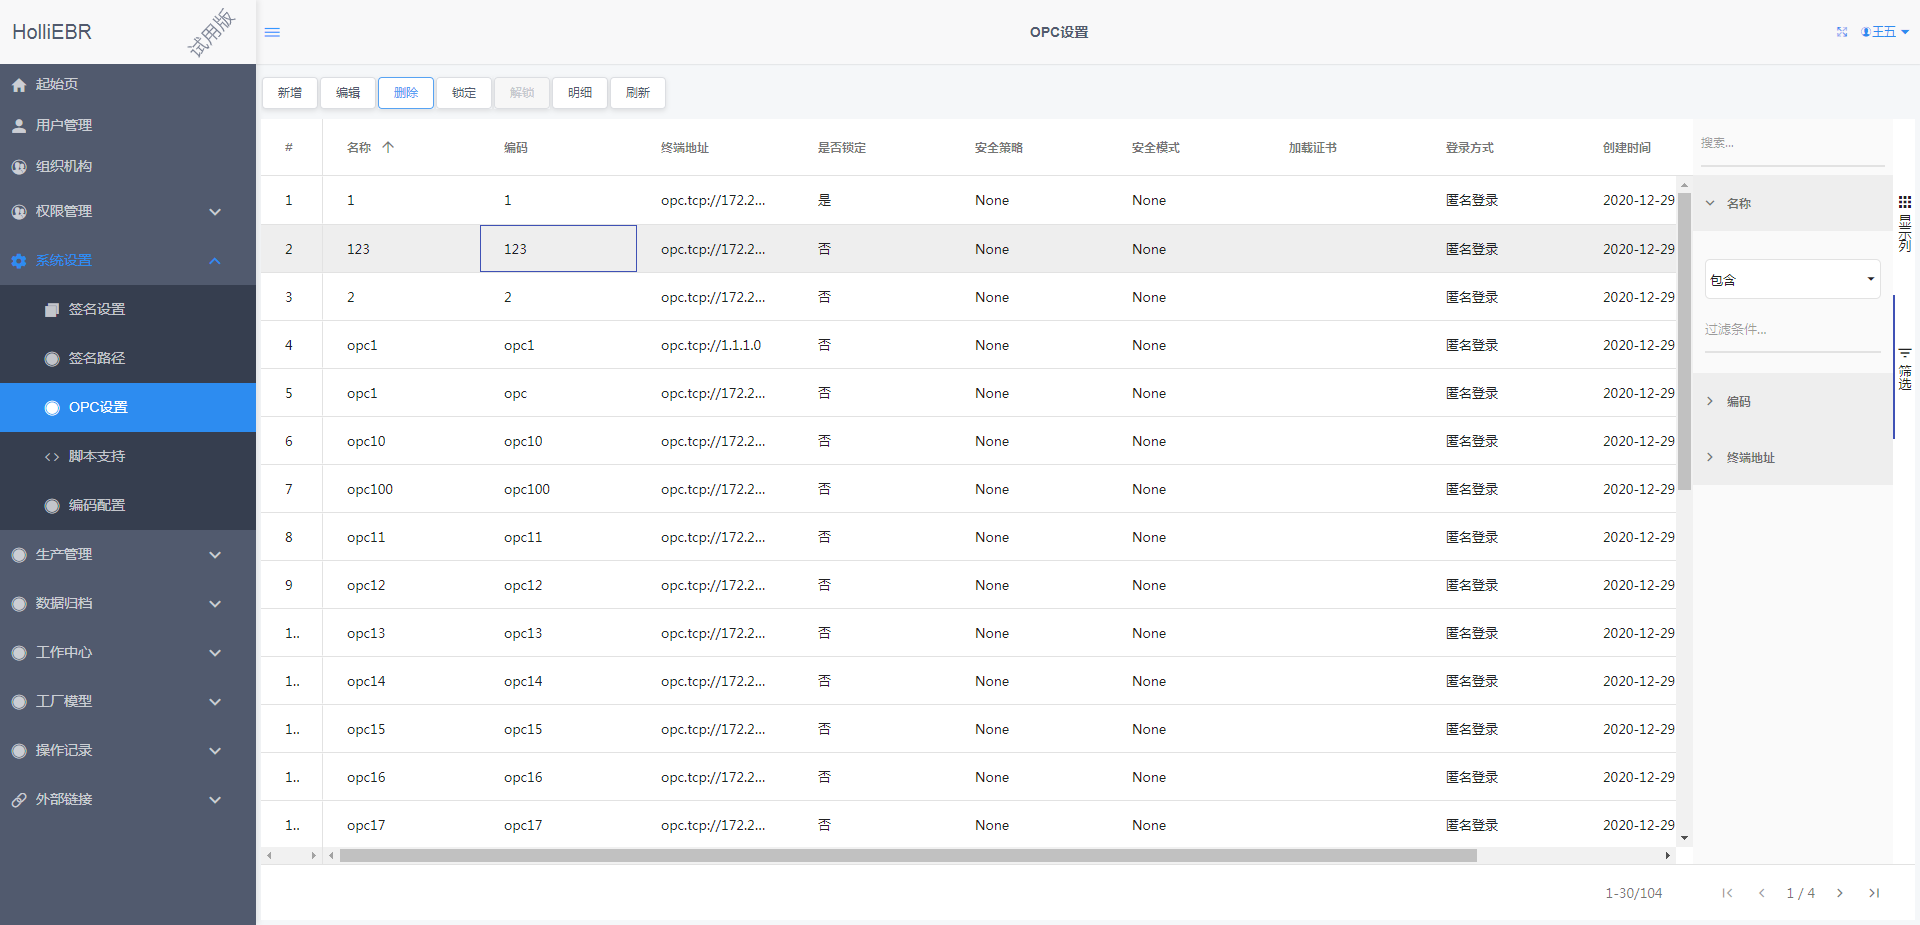 HolliEBR
试用版
OPC设置
王五
起始页
用户管理
组织机构
权限管理
系统设置
签名设置
签名路径
OPC设置
脚本支持
编码配置
生产管理
数据归档
工作中心
工厂模型
操作记录
外部链接
新增 编辑 删除 锁定 解锁 明细 刷新
# 名称 编码 终端地址 是否锁定 安全策略 安全模式 加载证书 登录方式 创建时间
1 1 1 opc.tcp://172.2... 是 None None 匿名登录 2020-12-29
2 123 123 opc.tcp://172.2... 否 None None 匿名登录 2020-12-29
3 2 2 opc.tcp://172.2... 否 None None 匿名登录 2020-12-29
4 opc1 opc1 opc.tcp://1.1.1.0 否 None None 匿名登录 2020-12-29
5 opc1 opc opc.tcp://172.2... 否 None None 匿名登录 2020-12-29
6 opc10 opc10 opc.tcp://172.2... 否 None None 匿名登录 2020-12-29
7 opc100 opc100 opc.tcp://172.2... 否 None None 匿名登录 2020-12-29
8 opc11 opc11 opc.tcp://172.2... 否 None None 匿名登录 2020-12-29
9 opc12 opc12 opc.tcp://172.2... 否 None None 匿名登录 2020-12-29
1.. opc13 opc13 opc.tcp://172.2... 否 None None 匿名登录 2020-12-29
1.. opc14 opc14 opc.tcp://172.2... 否 None None 匿名登录 2020-12-29
1.. opc15 opc15 opc.tcp://172.2... 否 None None 匿名登录 2020-12-29
1.. opc16 opc16 opc.tcp://172.2... 否 None None 匿名登录 2020-12-29
1.. opc17 opc17 opc.tcp://172.2... 否 None None 匿名登录 2020-12-29
搜索...
名称
包含
过滤条件...
编码
终端地址
显示列
筛选
1-30/104
1 / 4